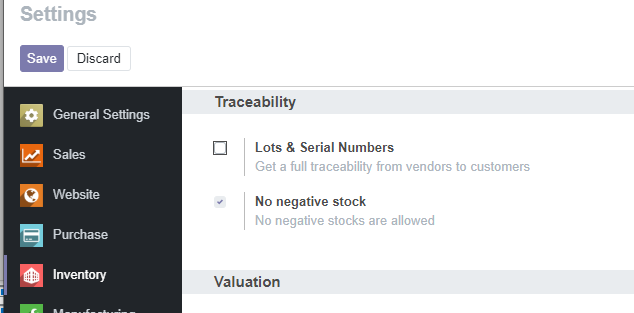 Settings
Save
Discard
General Settings
Sales
Website
Purchase
Inventory
Manufacturing
Traceability
Lots & Serial Numbers
Get a full traceability from vendors to customers
No negative stock
No negative stocks are allowed
Valuation